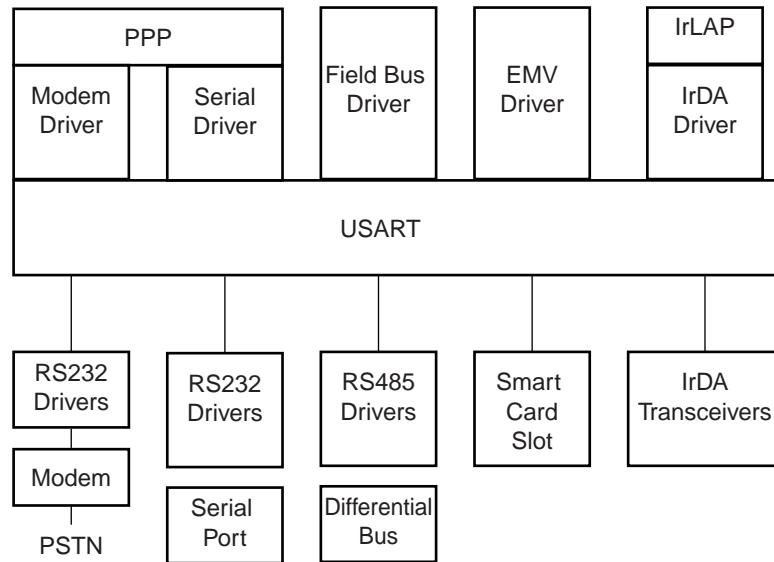 PPP
IrLAP
Modem
Driver
Serial
Driver
Field Bus
Driver
EMV
Driver
IrDA
Driver
USART
RS232
Drivers
RS232
Drivers
RS485
Drivers
Smart
Card
Slot
IrDA
Transceivers
Modem
Serial
Port
Differential
Bus
PSTN